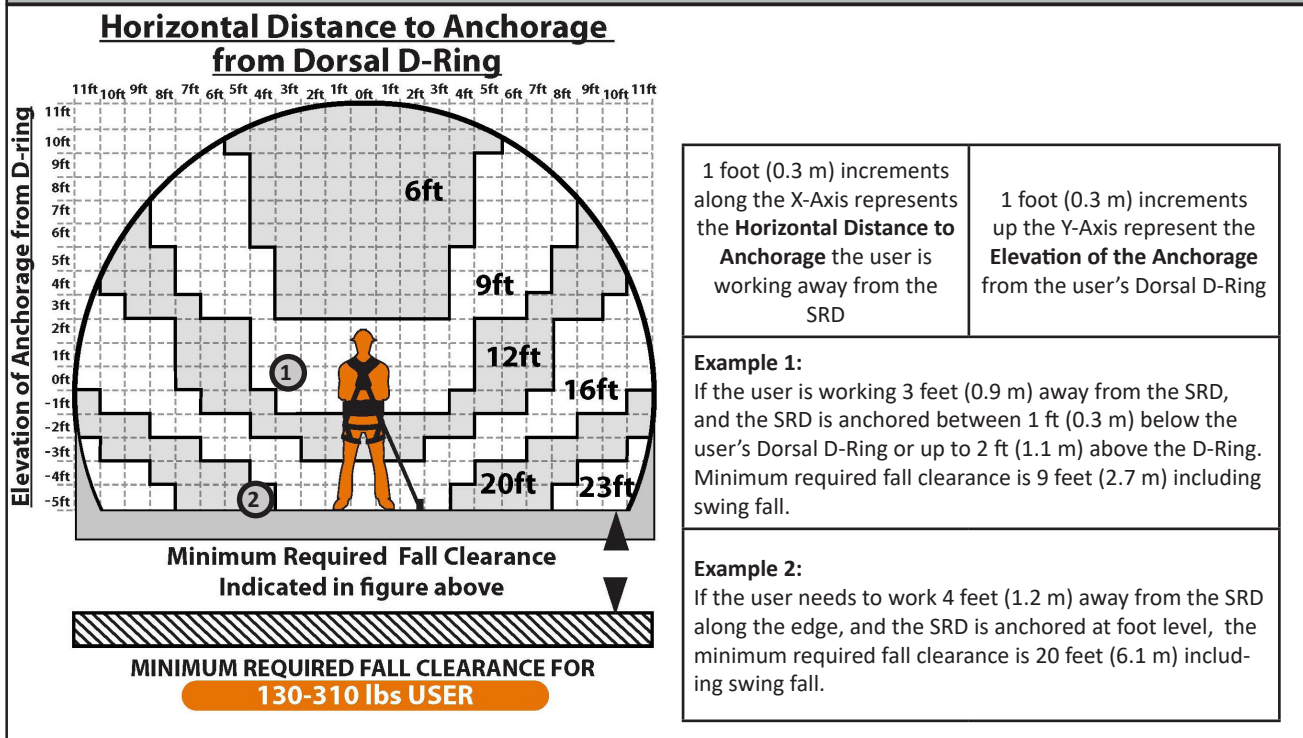 Horizontal Distance to Anchorage
from Dorsal D-Ring
11ft 10ft 9ft 8ft 7ft 6ft 5ft 4ft 3ft 2ft 1ft 0ft 1ft 2ft 3ft 4ft 5ft 6ft 7ft 8ft 9ft 10ft 11ft
Elevation of Anchorage from D-ring
11ft
10ft
9ft
8ft
7ft
6ft
5ft
4ft
3ft
2ft
1ft
0ft
-1ft
-2ft
-3ft
-4ft
-5ft
6ft
9ft
12ft
16ft
20ft
23ft
1
2
Minimum Required Fall Clearance
Indicated in figure above
MINIMUM REQUIRED FALL CLEARANCE FOR
130-310 lbs USER
1 foot (0.3 m) increments
along the X-Axis represents
the Horizontal Distance to
Anchorage the user is
working away from the
SRD
1 foot (0.3 m) increments
up the Y-Axis represent the
Elevation of the Anchorage
from the user's Dorsal D-Ring
Example 1:
If the user is working 3 feet (0.9 m) away from the SRD,
and the SRD is anchored between 1 ft (0.3 m) below the
user's Dorsal D-Ring or up to 2 ft (1.1 m) above the D-Ring.
Minimum required fall clearance is 9 feet (2.7 m) including
swing fall.
Example 2:
If the user needs to work 4 feet (1.2 m) away from the SRD
along the edge, and the SRD is anchored at foot level, the
minimum required fall clearance is 20 feet (6.1 m) includ-
ing swing fall.